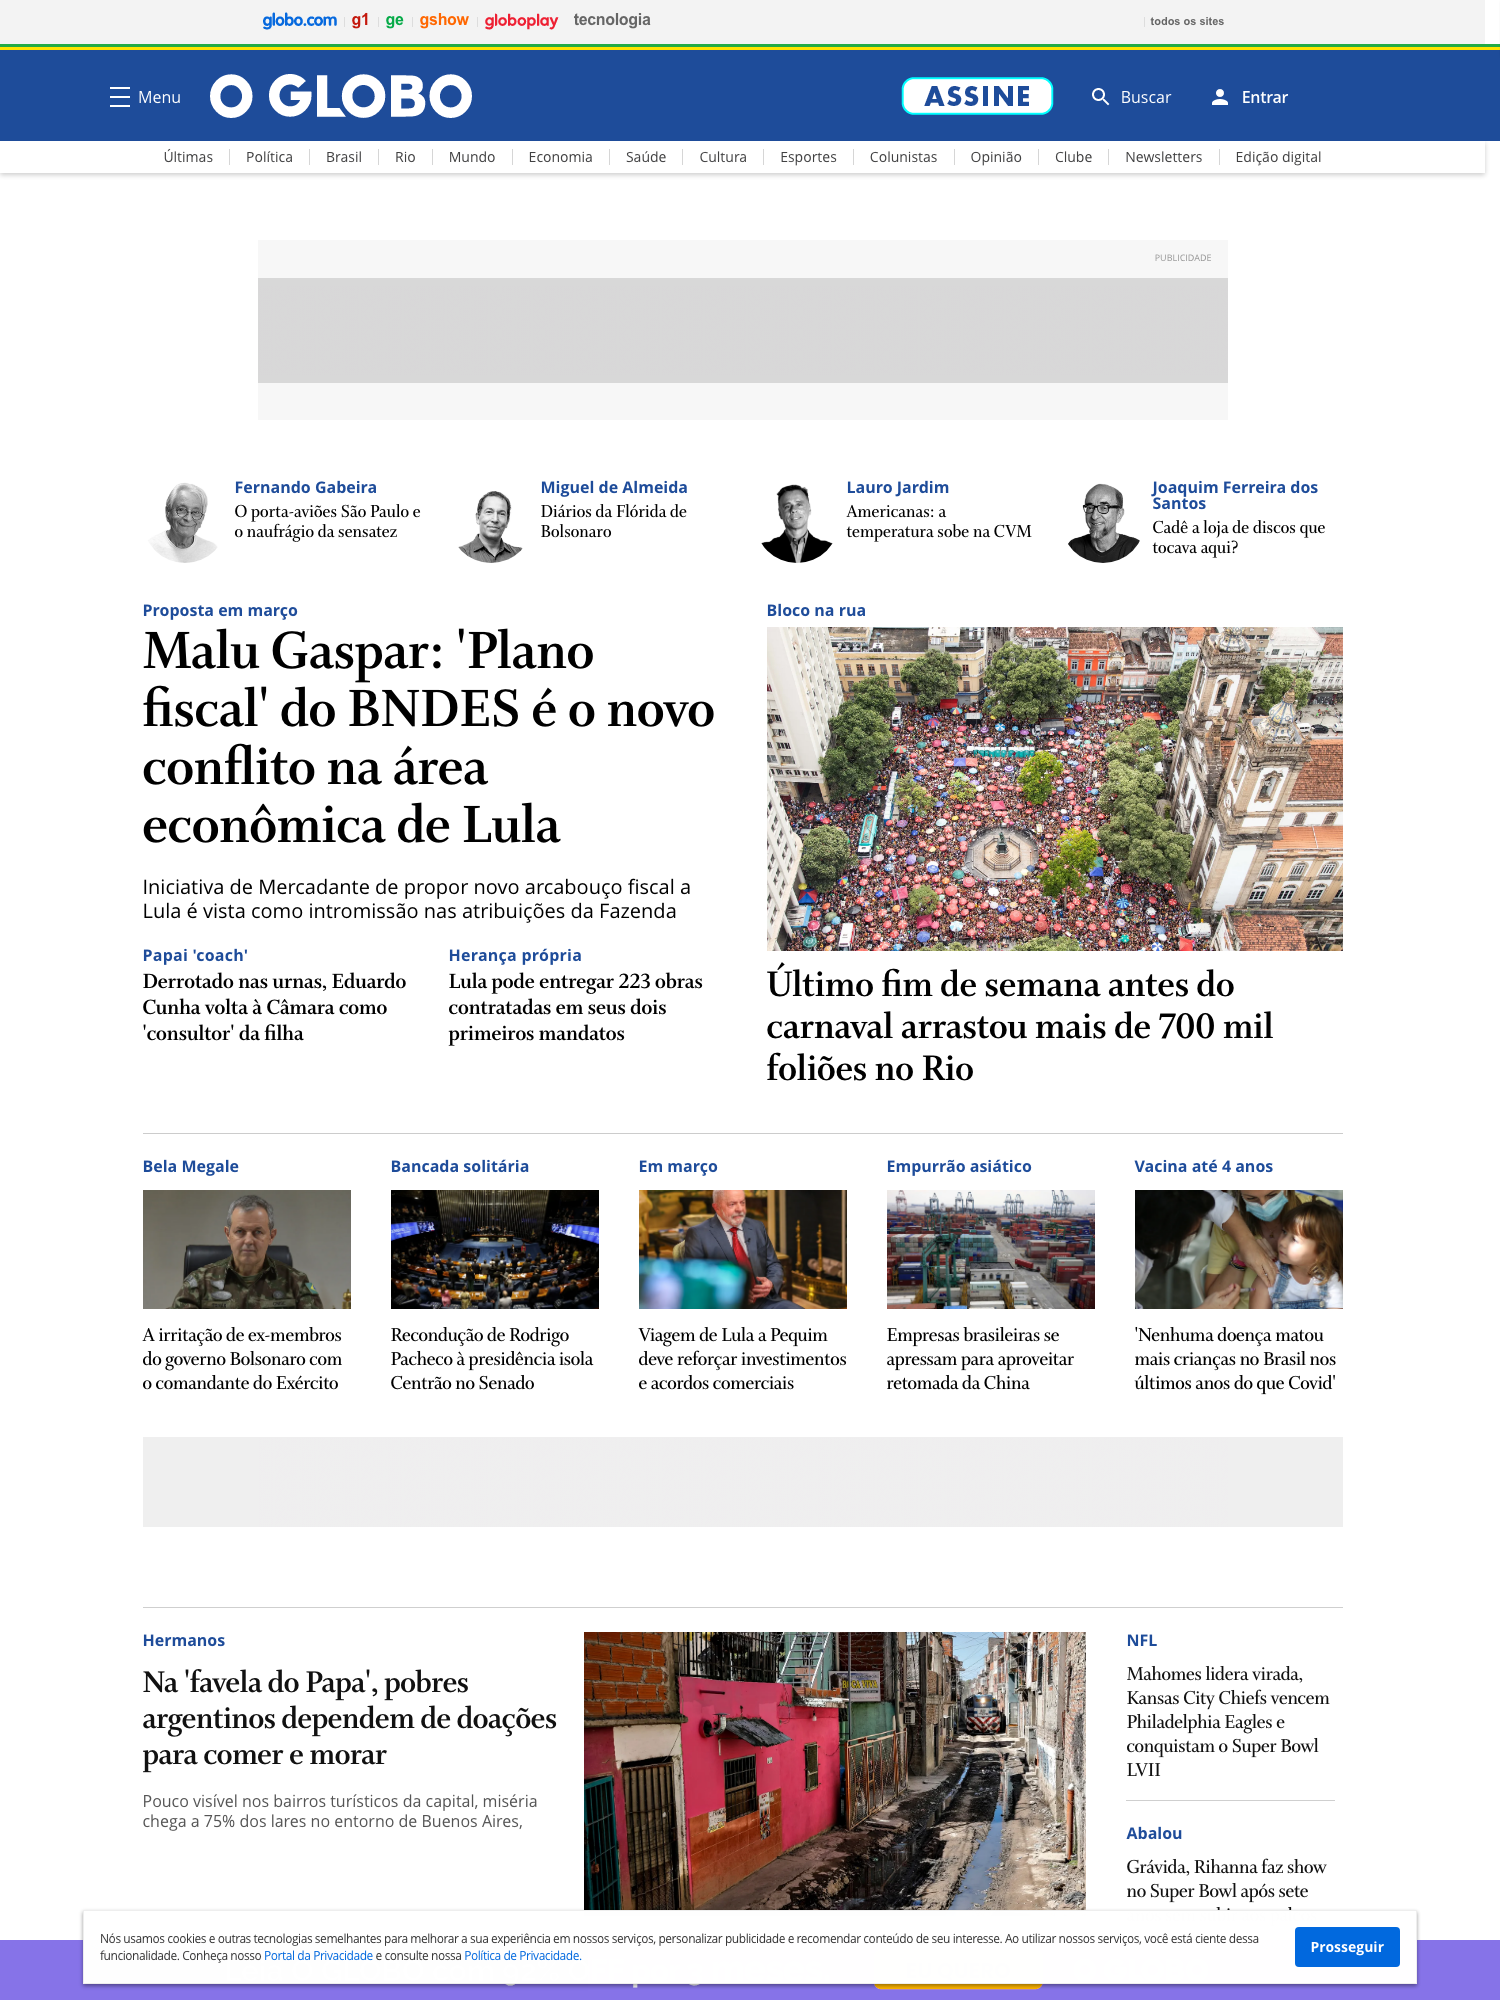 globo.com g1 ge gshow globoplay tecnologia todos os sites
Menu O GLOBO ASSINE Buscar Entrar
Últimas Política Brasil Rio Mundo Economia Saúde Cultura Esportes Colunistas Opinião Clube Newsletters Edição digital
PUBLICIDADE
Fernando Gabeira
O porta-aviões São Paulo e
o naufrágio da sensatez
Miguel de Almeida
Diários da Flórida de
Bolsonaro
Lauro Jardim
Americanas: a
temperatura sobe na CVM
Joaquim Ferreira dos
Santos
Cadê a loja de discos que
tocava aqui?
Proposta em março
Malu Gaspar: 'Plano
fiscal' do BNDES é o novo
conflito na área
econômica de Lula
Iniciativa de Mercadante de propor novo arcabouço fiscal a
Lula é vista como intromissão nas atribuições da Fazenda
Papai 'coach'
Derrotado nas urnas, Eduardo
Cunha volta à Câmara como
'consultor' da filha
Herança própria
Lula pode entregar 223 obras
contratadas em seus dois
primeiros mandatos
Bloco na rua
Último fim de semana antes do
carnaval arrastou mais de 700 mil
foliões no Rio
Bela Megale
A irritação de ex-membros
do governo Bolsonaro com
o comandante do Exército
Bancada solitária
Recondução de Rodrigo
Pacheco à presidência isola
Centrão no Senado
Em março
Viagem de Lula a Pequim
deve reforçar investimentos
e acordos comerciais
Empurrão asiático
Empresas brasileiras se
apressam para aproveitar
retomada da China
Vacina até 4 anos
'Nenhuma doença matou
mais crianças no Brasil nos
últimos anos do que Covid'
Hermanos
Na 'favela do Papa', pobres
argentinos dependem de doações
para comer e morar
Pouco visível nos bairros turísticos da capital, miséria
chega a 75% dos lares no entorno de Buenos Aires,
NFL
Mahomes lidera virada,
Kansas City Chiefs vencem
Philadelphia Eagles e
conquistam o Super Bowl
LVII
Abalou
Grávida, Rihanna faz show
no Super Bowl após sete
Nós usamos cookies e outras tecnologias semelhantes para melhorar a sua experiência em nossos serviços, personalizar publicidade e recomendar conteúdo de seu interesse. Ao utilizar nossos serviços, você está ciente dessa
funcionalidade. Conheça nosso Portal da Privacidade e consulte nossa Política de Privacidade.
Prosseguir